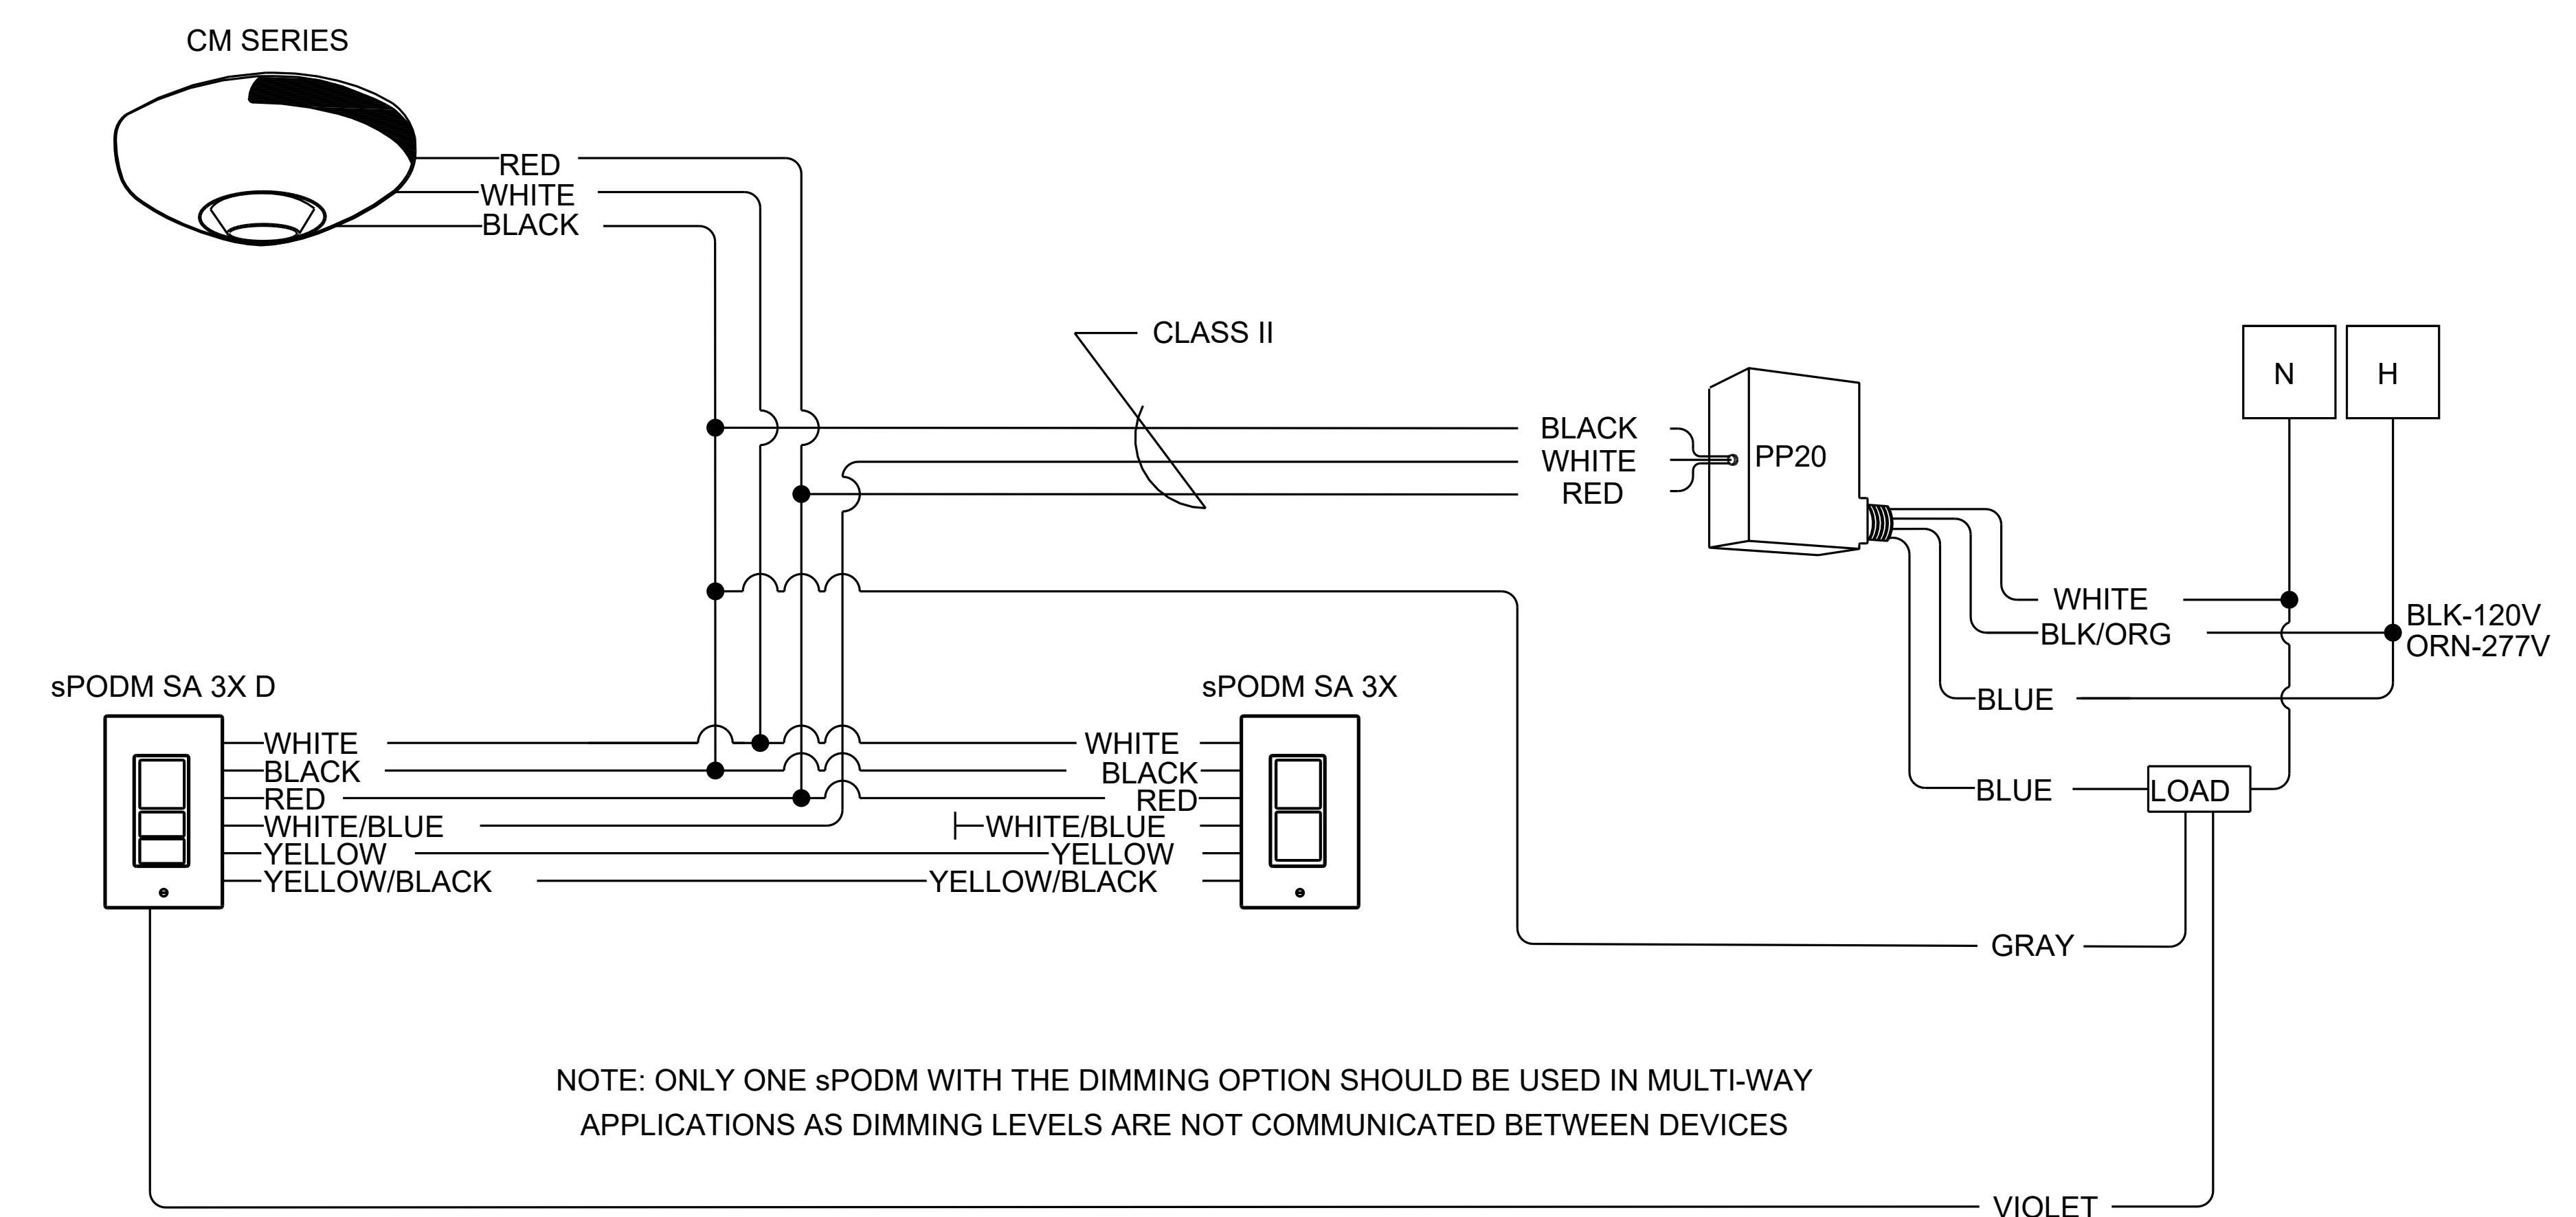 CM SERIES
RED
WHITE
BLACK
CLASS II
BLACK
WHITE
RED
PP20
N
H
WHITE
BLK/ORG
BLK-120V
ORN-277V
BLUE
BLUE
LOAD
sPODM SA 3X D
WHITE
BLACK
RED
WHITE/BLUE
YELLOW
YELLOW/BLACK
sPODM SA 3X
WHITE
BLACK
RED
WHITE/BLUE
YELLOW
YELLOW/BLACK
GRAY
NOTE: ONLY ONE sPODM WITH THE DIMMING OPTION SHOULD BE USED IN MULTI-WAY
APPLICATIONS AS DIMMING LEVELS ARE NOT COMMUNICATED BETWEEN DEVICES
VIOLET